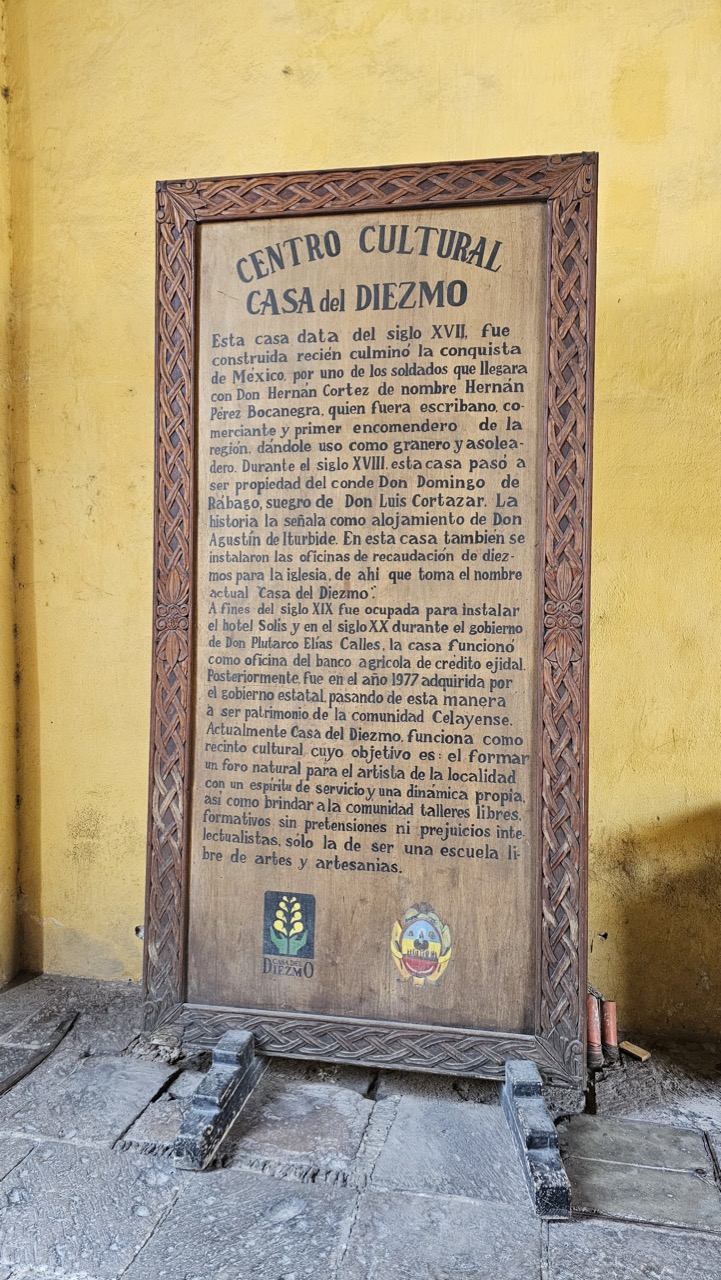 CENTRO CULTURAL
CASA del DIEZMO
Esta casa data del siglo XVII, fue
construida recién culminó la conquista
de México, por uno de los soldados que llegara
con Don Hernán Cortez de nombre Hernán
Pérez Bocanegra, quien fuera escribano, co-
merciante y primer encomendero de la
región, dándole uso como granero y asolea-
dero. Durante el siglo XVIII, esta casa pasó a
ser propiedad del conde Don Domingo de
Rábago, suegro de Don Luis Cortazar. La
historia la señala como alojamiento de Don
Agustín de Iturbide. En esta casa también se
instalaron las oficinas de recaudación de diez-
mos para la iglesia, de ahí que toma el nombre
actual "Casa del Diezmo".
A fines del siglo XIX fue ocupada para instalar
el hotel Solis y en el siglo XX durante el gobierno
de Don Plutarco Elías Calles, la casa funcionó
como oficina del banco agrícola de crédito ejidal.
Posteriormente, fue en el año 1977 adquirida por
el gobierno estatal, pasando de esta manera
a ser patrimonio de la comunidad Celayense.
Actualmente Casa del Diezmo, funciona como
recinto cultural cuyo objetivo es: el formar
un foro natural para el artista de la localidad
con un espíritu de servicio y una dinámica propia,
así como brindar a la comunidad talleres libres,
formativos sin pretensiones ni prejuicios inte-
lectualistas, sólo la de ser una escuela li-
bre de artes y artesanias.
CASA DEL
DIEZMO